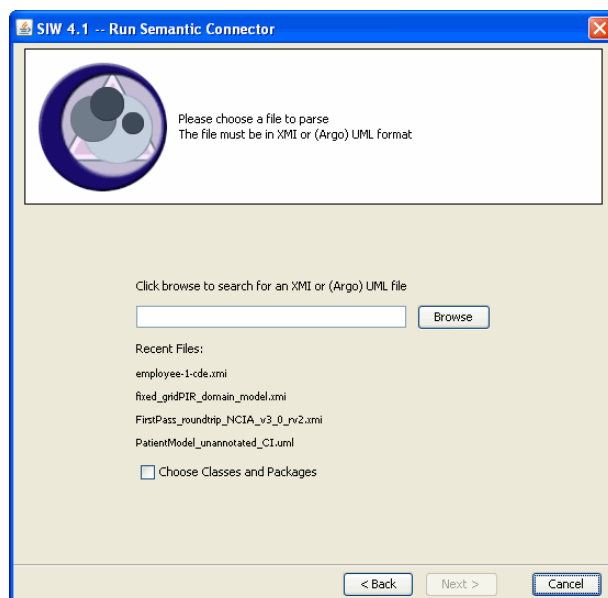 SIW 4.1 -- Run Semantic Connector
Please choose a file to parse
The file must be in XMI or (Argo) UML format
Click browse to search for an XMI or (Argo) UML file
Browse
Recent Files:
employee-1-cde.xmi
fixed_gridPIR_domain_model.xmi
FirstPass_roundtrip_NCIA_v3_0_rv2.xmi
PatientModel_unannotated_CI.uml
Choose Classes and Packages
< Back Next > Cancel